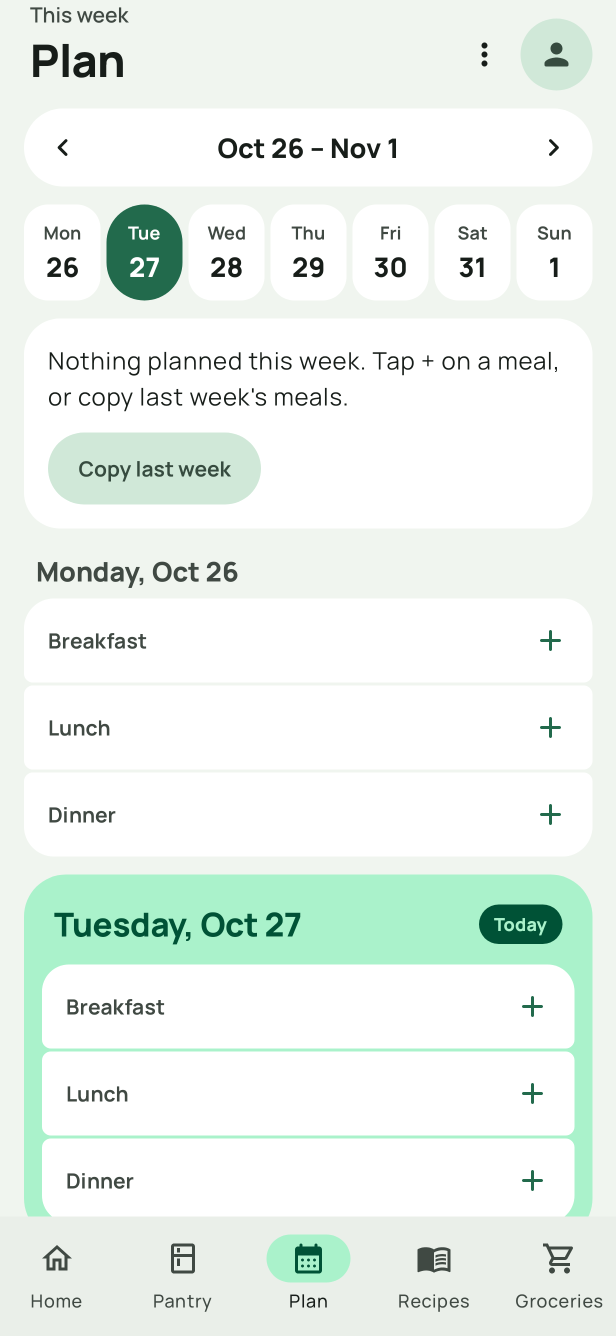 This week
Plan
Oct 26 – Nov 1
Mon Tue Wed Thu Fri Sat Sun
26 27 28 29 30 31 1
Nothing planned this week. Tap + on a meal,
or copy last week's meals.
Copy last week
Monday, Oct 26
Breakfast
Lunch
Dinner
Tuesday, Oct 27 Today
Breakfast
Lunch
Dinner
Home Pantry Plan Recipes Groceries